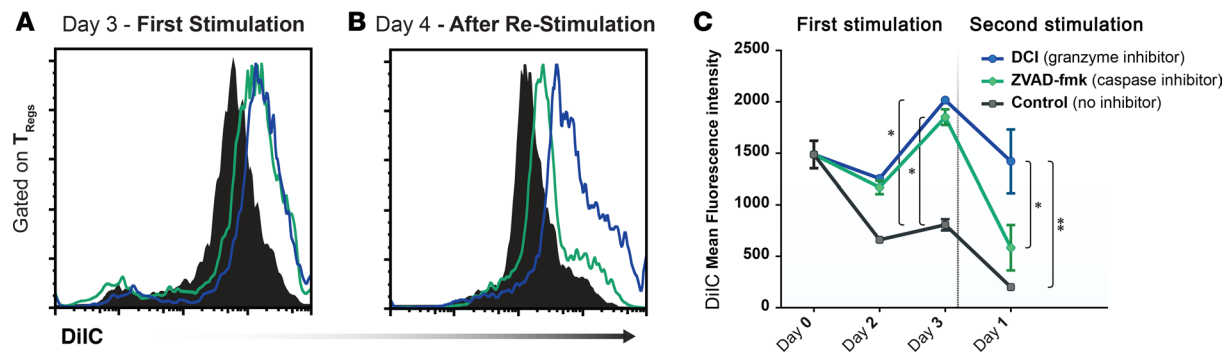 A Day 3 - First Stimulation
Gated on TRegs
DiIC
B Day 4 - After Re-Stimulation
C First stimulation Second stimulation
DiIC Mean Fluorescence intensity
2500
2000
1500
1000
500
0
DCI (granzyme inhibitor)
ZVAD-fmk (caspase inhibitor)
Control (no inhibitor)
*
*
*
**
Day 0
Day 2
Day 3
Day 1